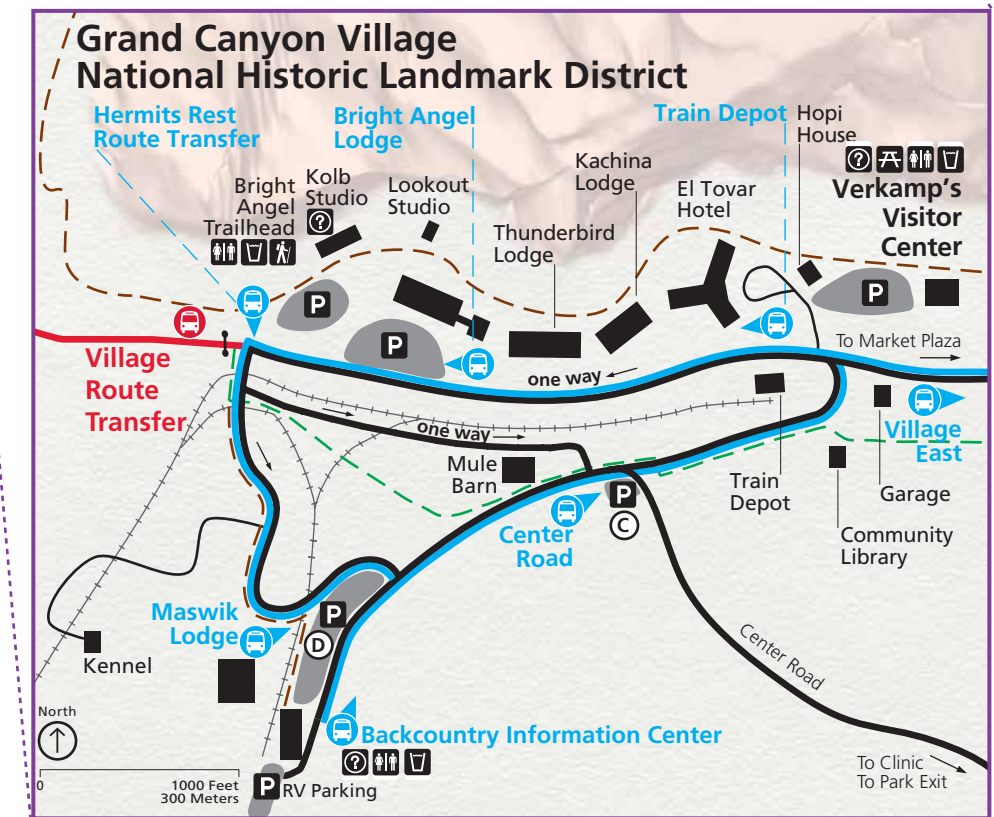 Grand Canyon Village
National Historic Landmark District
Hermits Rest
Route Transfer
Bright Angel
Lodge
Train Depot
Hopi
House
?
Verkamp's
Visitor
Center
Bright
Angel
Trailhead
Kolb
Studio
?
Lookout
Studio
Kachina
Lodge
El Tovar
Hotel
Thunderbird
Lodge
P
P
P
To Market Plaza
Village
Route
Transfer
one way
one way
Village
East
Mule
Barn
Train
Depot
Garage
P
C
Center
Road
Community
Library
Maswik
Lodge
P
D
Kennel
Center Road
North
Backcountry Information Center
?
0
1000 Feet
300 Meters
P
RV Parking
To Clinic
To Park Exit